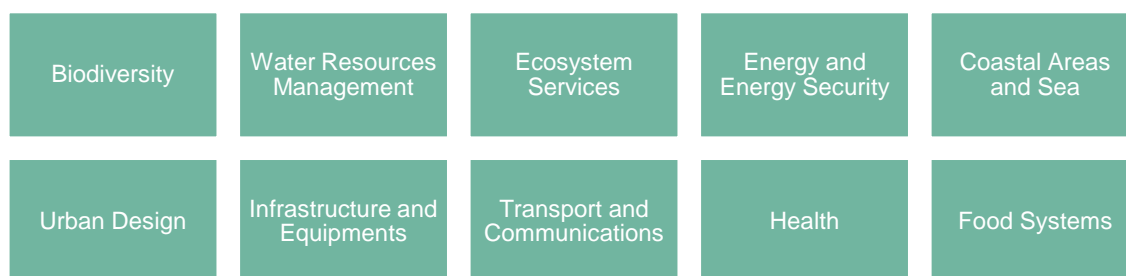 Biodiversity
Water Resources
Management
Ecosystem
Services
Energy and
Energy Security
Coastal Areas
and Sea
Urban Design
Infrastructure and
Equipments
Transport and
Communications
Health
Food Systems